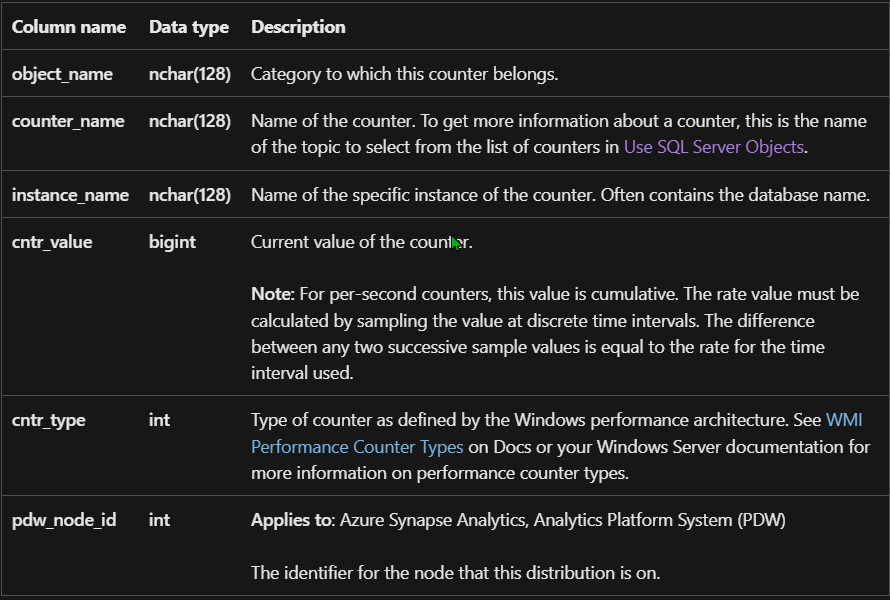 Column name Data type Description
object_name nchar(128) Category to which this counter belongs.
counter_name nchar(128) Name of the counter. To get more information about a counter, this is the name
of the topic to select from the list of counters in Use SQL Server Objects.
instance_name nchar(128) Name of the specific instance of the counter. Often contains the database name.
cntr_value bigint Current value of the counter.
Note: For per-second counters, this value is cumulative. The rate value must be
calculated by sampling the value at discrete time intervals. The difference
between any two successive sample values is equal to the rate for the time
interval used.
cntr_type int Type of counter as defined by the Windows performance architecture. See WMI
Performance Counter Types on Docs or your Windows Server documentation for
more information on performance counter types.
pdw_node_id int Applies to: Azure Synapse Analytics, Analytics Platform System (PDW)
The identifier for the node that this distribution is on.